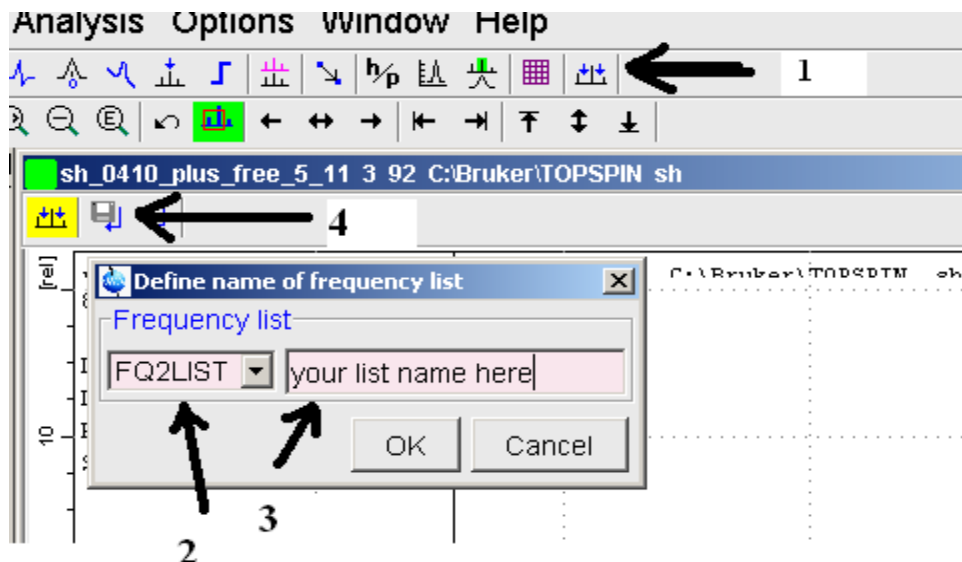 Analysis Options Window Help
h/p
1
E
sh_0410_plus_free_5_11 3 92 C:\Bruker\TOPSPIN sh
4
[rel]
C:\Bruker\TOPSPIN sh
Define name of frequency list
Frequency list
FQ2LIST your list name here
10
OK Cancel
3
2